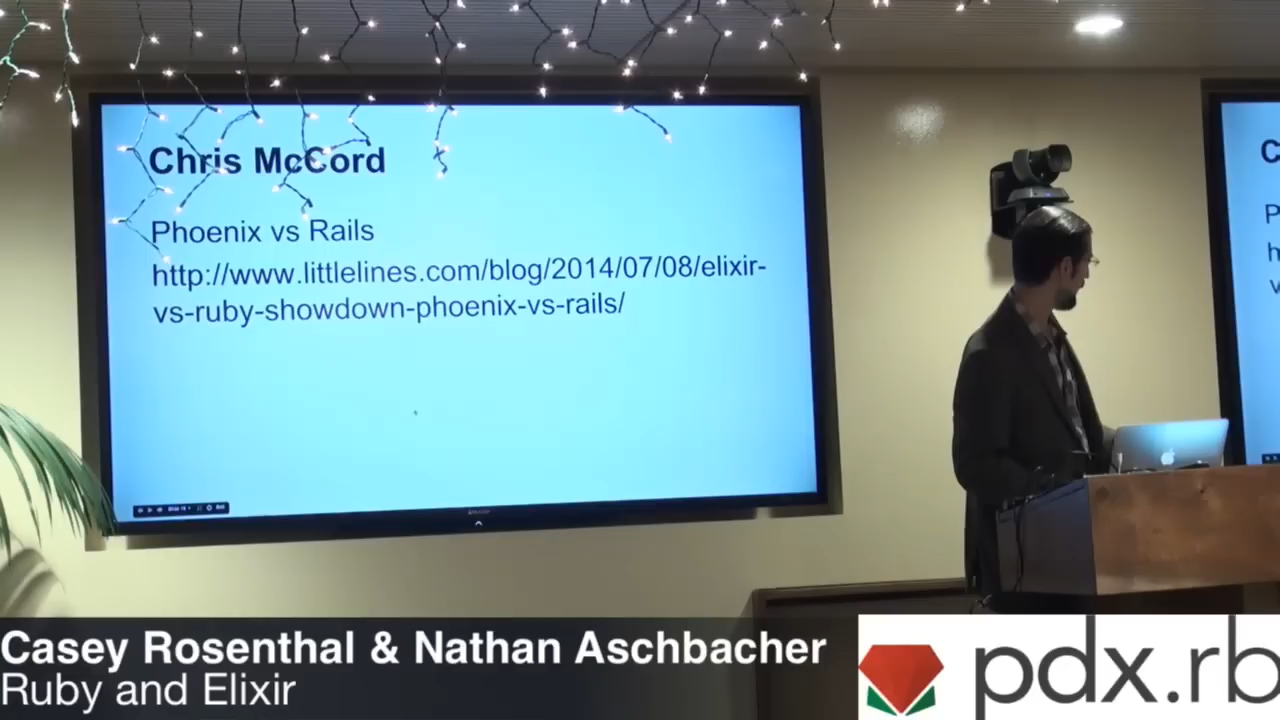 Chris McCord
Phoenix vs Rails
http://www.littlelines.com/blog/2014/07/08/elixir-
vs-ruby-showdown-phoenix-vs-rails/
C
P
h
v
Casey Rosenthal & Nathan Aschbacher
Ruby and Elixir
pdx.rb